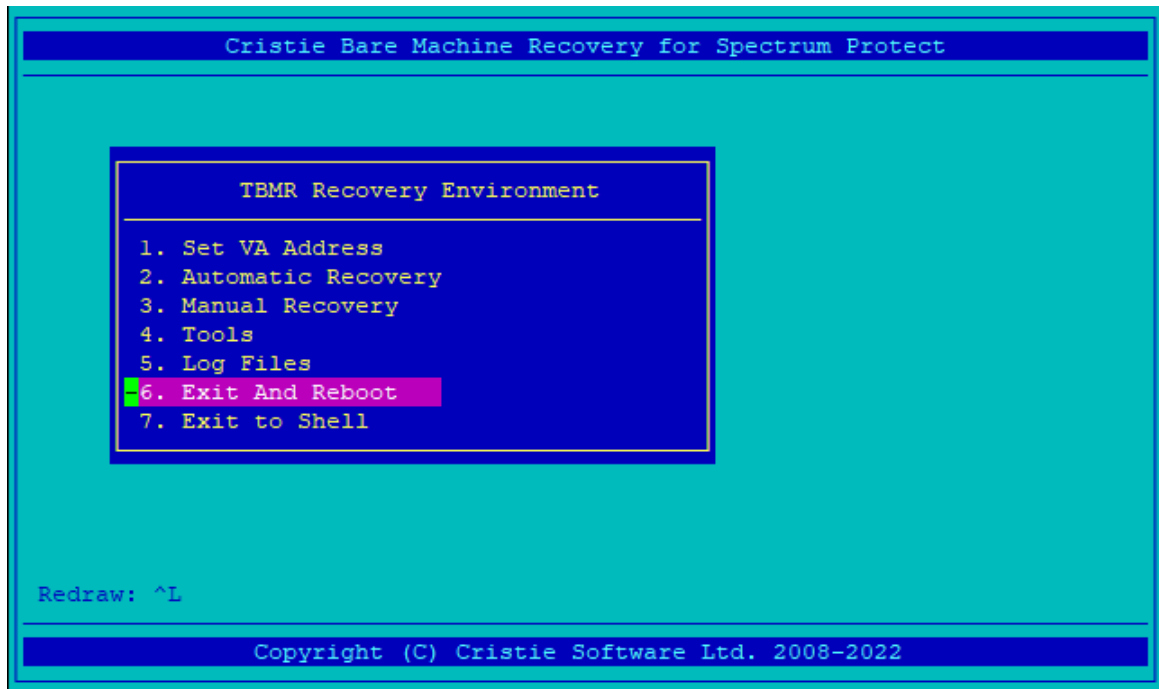 Cristie Bare Machine Recovery for Spectrum Protect
TBMR Recovery Environment
1. Set VA Address
2. Automatic Recovery
3. Manual Recovery
4. Tools
5. Log Files
-6. Exit And Reboot
7. Exit to Shell
Redraw: ^L
Copyright (C) Cristie Software Ltd. 2008-2022